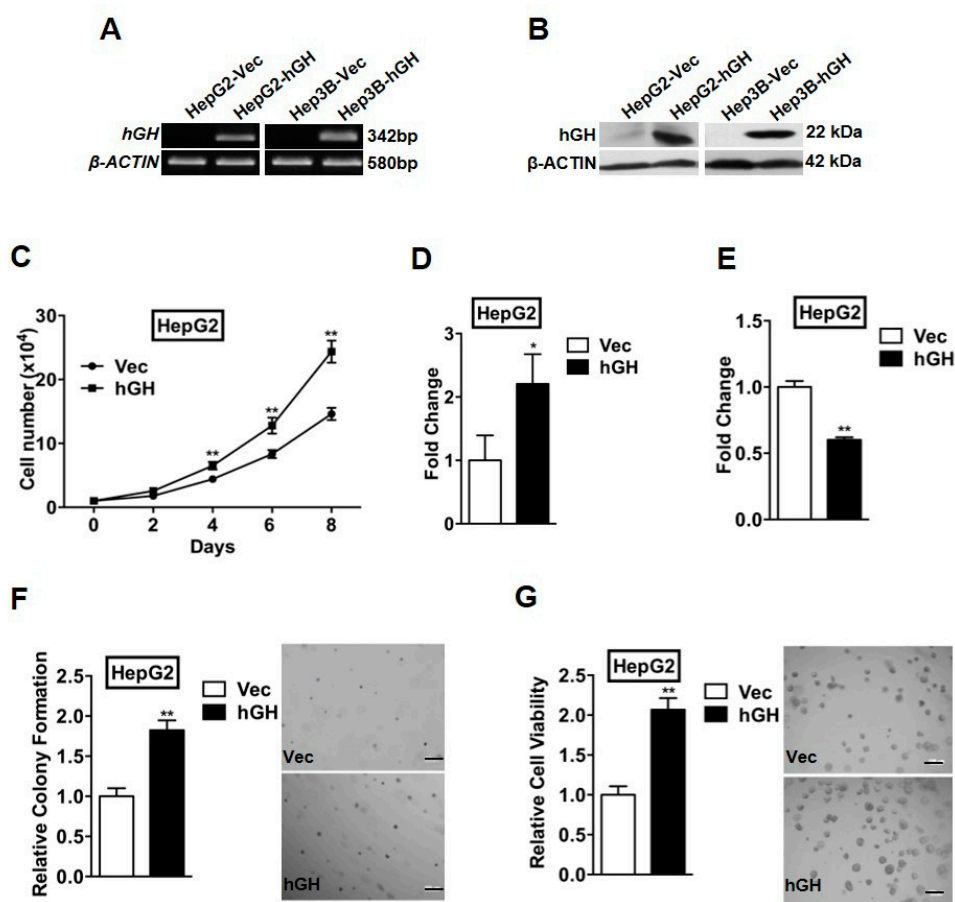 A
HepG2-Vec
HepG2-hGH
Hep3B-Vec
Hep3B-hGH
hGH
342bp
β-ACTIN
580bp
B
HepG2-Vec
HepG2-hGH
Hep3B-Vec
Hep3B-hGH
hGH
22 kDa
β-ACTIN
42 kDa
C
HepG2
Vec
hGH
Cell number (x10⁴)
30
20
10
0
**
**
**
0 2 4 6 8
Days
D
HepG2
Vec
hGH
Fold Change
3
2
1
0
*
E
HepG2
Vec
hGH
Fold Change
1.5
1.0
0.5
0.0
**
F
HepG2
Vec
hGH
Relative Colony Formation
2.5
2.0
1.5
1.0
0.5
0.0
**
Vec
hGH
G
HepG2
Vec
hGH
Relative Cell Viability
2.5
2.0
1.5
1.0
0.5
0.0
**
Vec
hGH